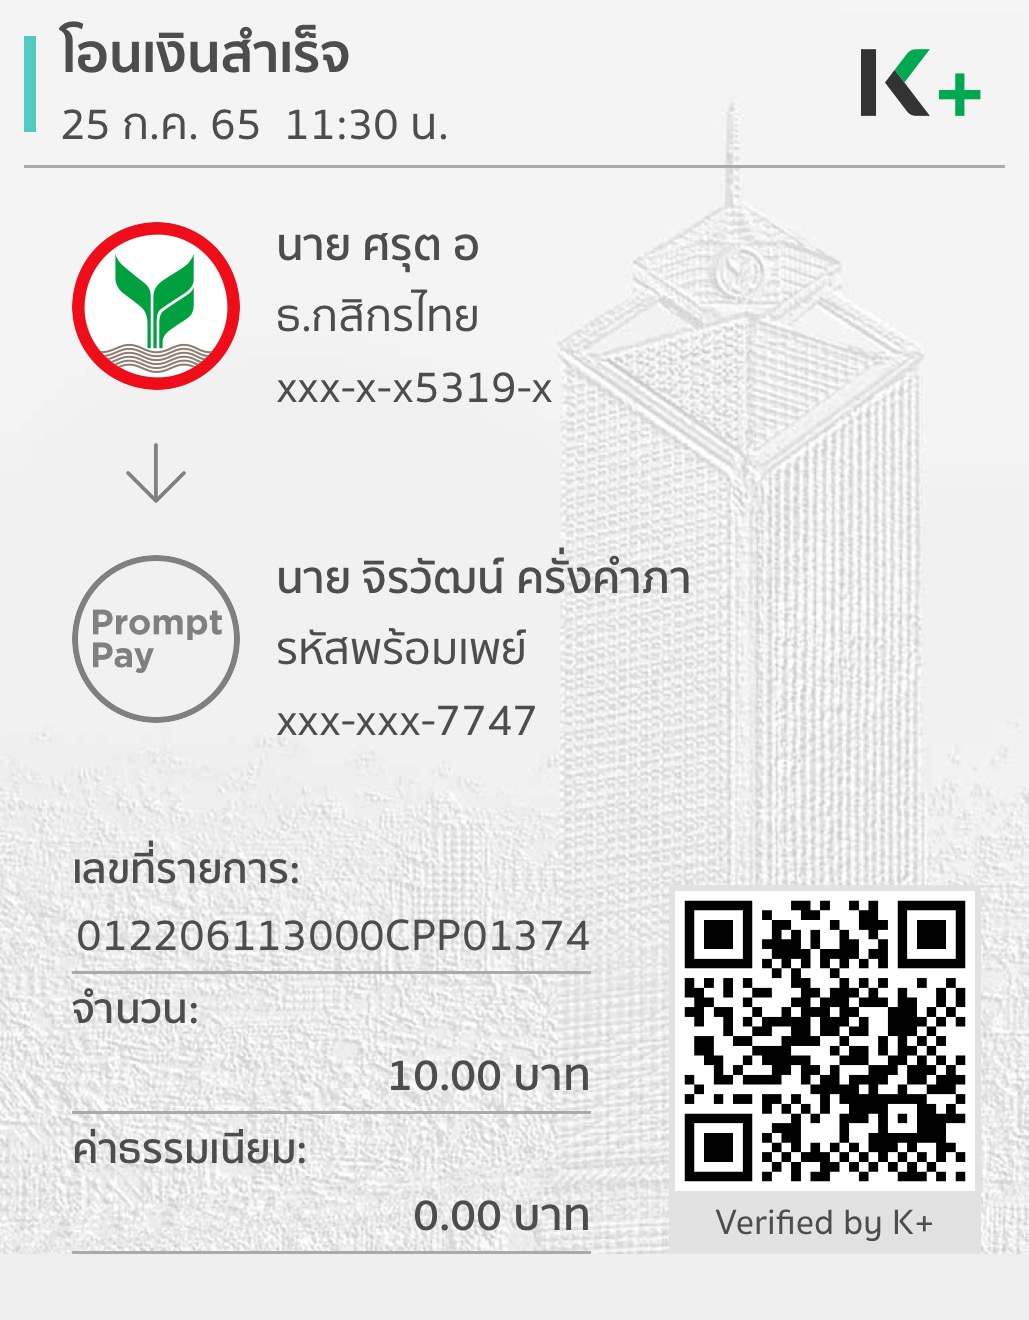 โอนเงินสำเร็จ
25 ก.ค. 65 11:30 น.
K+
นาย ศรุต อ
ธ.กสิกรไทย
xxx-x-x5319-x
Prompt
Pay
นาย จิรวัฒน์ ครั่งคำภา
รหัสพร้อมเพย์
xxx-xxx-7747
เลขที่รายการ:
012206113000CPP01374
จำนวน:
10.00 บาท
ค่าธรรมเนียม:
0.00 บาท
Verified by K+